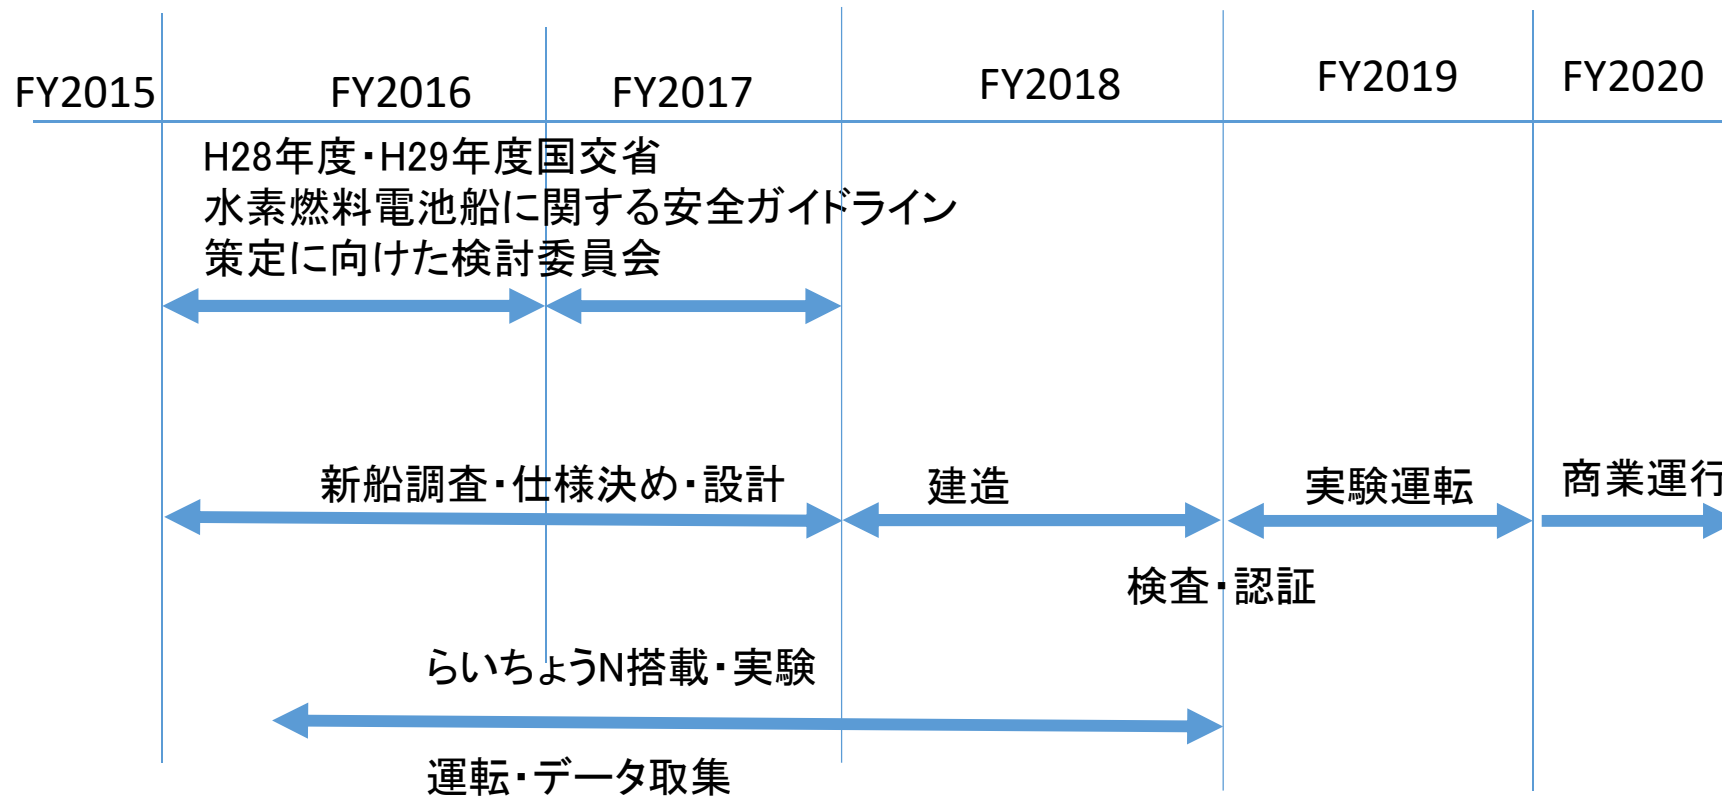 FY2015
FY2016
FY2017
FY2018
FY2019
FY2020
H28年度・H29年度国交省
水素燃料電池船に関する安全ガイドライン
策定に向けた検討委員会
新船調査・仕様決め・設計
建造
実験運転
商業運行
検査・認証
らいちょうN搭載・実験
運転・データ取集